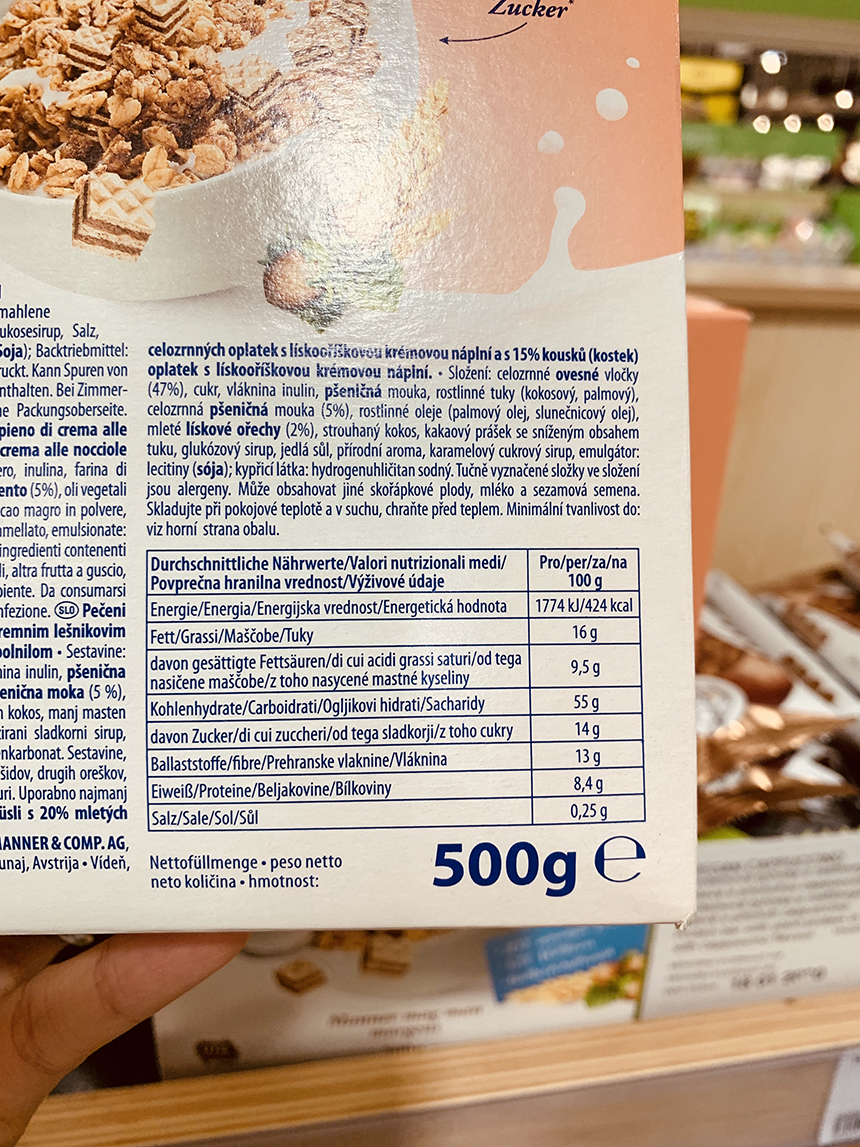 Zucker*
mahlene
ukosesirup, Salz,
Soja); Backtriebmittel:
ruckt. Kann Spuren von
nthalten. Bei Zimmer-
ne Packungsoberseite.
pieno di crema alle
crema alle nocciole
ero, inulina, farina di
ento (5%), oli vegetali
cao magro in polvere,
amellato, emulsionate:
ingredienti contenenti
li, altra frutta a guscio,
biente. Da consumarsi
nfezione. SLO Pečeni
remnim lešnikovim
polnilom • Sestavine:
nina inulin, pšenična
enična moka (5 %),
n kokos, manj masten
zirani sladkorni sirup,
enkarbonat. Sestavine,
šidov, drugih oreškov,
uri. Uporabno najmanj
üsli s 20% mletých
MANNER & COMP. AG,
unaj, Avstrija • Vídeň,
celozrnných oplatek s lískooříškovou krémovou náplní a s 15% kousků (kostek)
oplatek s lískooříškovou krémovou náplní. • Složení: celozrnné ovesné vločky
(47%), cukr, vláknina inulin, pšeničná mouka, rostlinné tuky (kokosový, palmový),
celozrnná pšeničná mouka (5%), rostlinné oleje (palmový olej, slunečnicový olej),
mleté lískové ořechy (2%), strouhaný kokos, kakaový prášek se sníženým obsahem
tuku, glukózový sirup, jedlá sůl, přírodní aroma, karamelový cukrový sirup, emulgátor:
lecitiny (sója); kypřicí látka: hydrogenuhličitan sodný. Tučně vyznačené složky ve složení
jsou alergeny. Může obsahovat jiné skořápkové plody, mléko a sezamová semena.
Skladujte při pokojové teplotě a v suchu, chraňte před teplem. Minimální tvanlivost do:
viz horní strana obalu.
Durchschnittliche Nährwerte/Valori nutrizionali medi/
Povprečna hranilna vrednost/Výživové údaje
Pro/per/za/na
100 g
Energie/Energia/Energijska vrednost/Energetická hodnota 1774 kJ/424 kcal
Fett/Grassi/Maščobe/Tuky 16 g
davon gesättigte Fettsäuren/di cui acidi grassi saturi/od tega
nasičene maščobe/z toho nasycené mastné kyseliny 9,5 g
Kohlenhydrate/Carboidrati/Ogljikovi hidrati/Sacharidy 55 g
davon Zucker/di cui zuccheri/od tega sladkorji/z toho cukry 14 g
Ballaststoffe/fibre/Prehranske vlaknine/Vláknina 13 g
Eiweiß/Proteine/Beljakovine/Bílkoviny 8,4 g
Salz/Sale/Sol/Sůl 0,25 g
Nettofüllmenge • peso netto
neto količina • hmotnost:
500g e